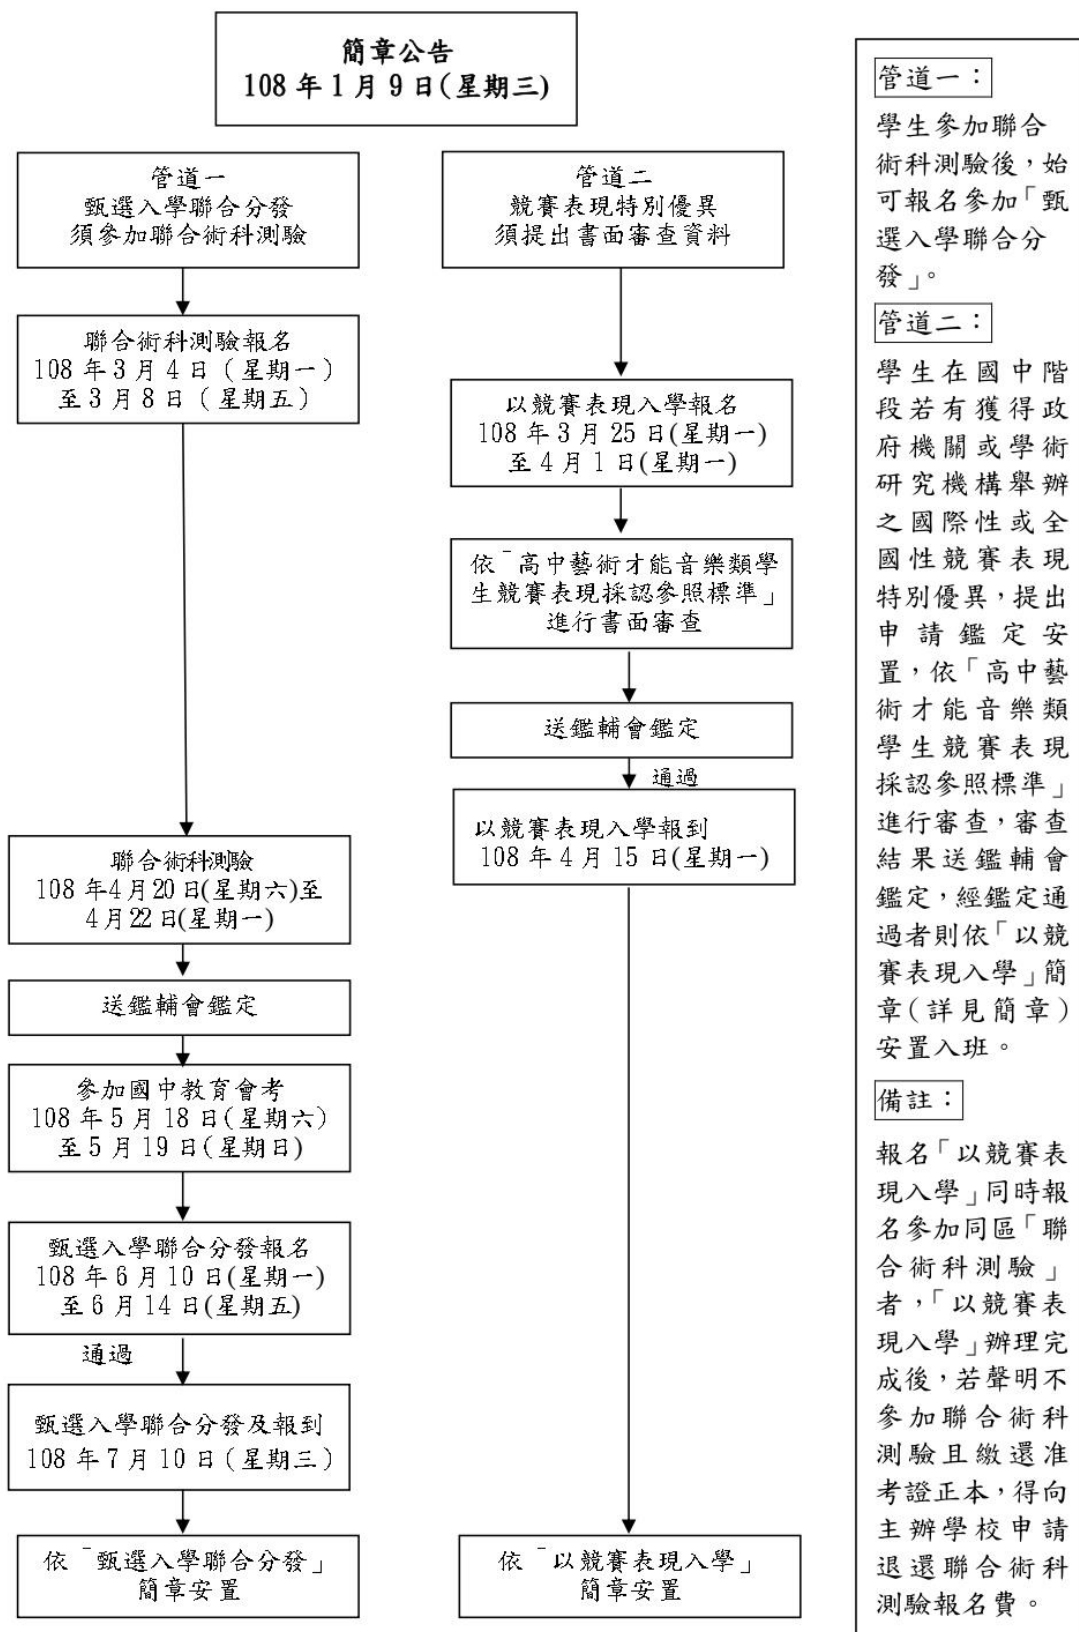 簡章公告
108 年 1 月 9 日(星期三)
管道一
甄選入學聯合分發
須參加聯合術科測驗
聯合術科測驗報名
108 年 3 月 4 日（星期一）
至 3 月 8 日（星期五）
聯合術科測驗
108 年4月20日(星期六)至
4月22日(星期一)
送鑑輔會鑑定
參加國中教育會考
108 年 5 月 18 日(星期六)
至 5 月 19 日(星期日)
甄選入學聯合分發報名
108 年 6 月 10 日(星期一)
至 6 月 14 日(星期五)
通過
甄選入學聯合分發及報到
108 年 7 月 10 日（星期三）
依「甄選入學聯合分發」
簡章安置
管道二
競賽表現特別優異
須提出書面審查資料
以競賽表現入學報名
108 年 3 月 25 日(星期一)
至 4 月 1 日(星期一)
依「高中藝術才能音樂類學
生競賽表現採認參照標準」
進行書面審查
送鑑輔會鑑定
通過
以競賽表現入學報到
108 年 4 月 15 日(星期一)
依「以競賽表現入學」
簡章安置
管道一：
學生參加聯合
術科測驗後，始
可報名參加「甄
選入學聯合分
發」。
管道二：
學生在國中階
段若有獲得政
府機關或學術
研究機構舉辦
之國際性或全
國性競賽表現
特別優異，提出
申請鑑定安
置，依「高中藝
術才能音樂類
學生競賽表現
採認參照標準」
進行審查，審查
結果送鑑輔會
鑑定，經鑑定通
過者則依「以競
賽表現入學」簡
章(詳見簡章)
安置入班。
備註：
報名「以競賽表
現入學」同時報
名參加同區「聯
合術科測驗」
者，「以競賽表
現入學」辦理完
成後，若聲明不
參加聯合術科
測驗且繳還准
考證正本，得向
主辦學校申請
退還聯合術科
測驗報名費。